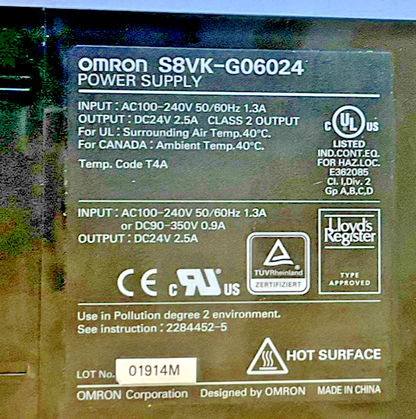 OMRON S8VK-G06024
POWER SUPPLY
INPUT : AC100-240V 50/60Hz 1.3A
OUTPUT : DC24V 2.5A CLASS 2 OUTPUT
For UL : Surrounding Air Temp.40°C.
For CANADA : Ambient Temp.40°C.
Temp. Code T4A
C UL US
LISTED
IND.CONT.EQ.
FOR HAZ.LOC.
E362085
Cl. I, Div. 2
Gp A,B,C,D
INPUT : AC100-240V 50/60Hz 1.3A
or DC90-350V 0.9A
OUTPUT : DC24V 2.5A
TÜVRheinland
ZERTIFIZIERT
Lloyd's
Register
TYPE
APPROVED
CE c RU US
Use in Pollution degree 2 environment.
See instruction : 2284452-5
HOT SURFACE
LOT No. 01914M
OMRON Corporation Designed by OMRON MADE IN CHINA